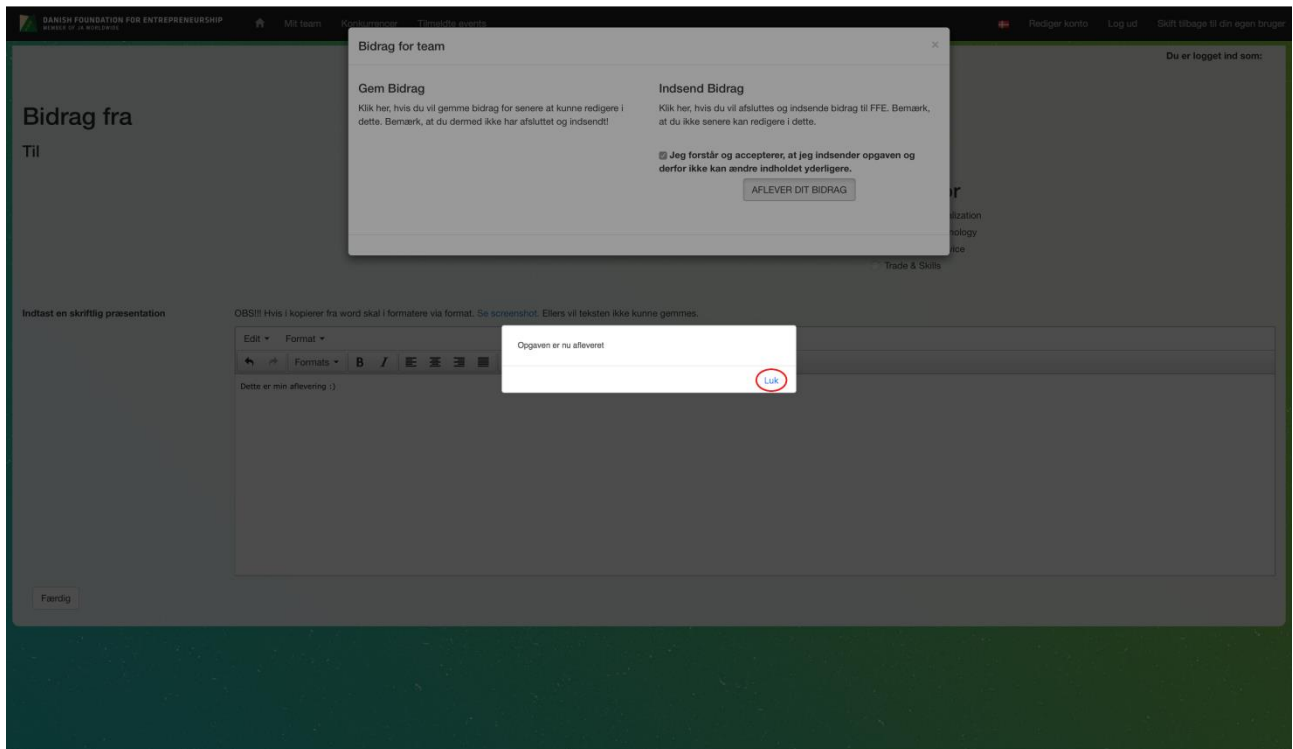 DANISH FOUNDATION FOR ENTREPRENEURSHIP
MEMBER OF JA WORLDWIDE
Mit team
Konkurrencer
Tilmeldte events
Rediger konto
Log ud
Skift tilbage til din egen bruger
Du er logget ind som:
Bidrag for team
×
Gem Bidrag
Klik her, hvis du vil gemme bidrag for senere at kunne redigere i
dette. Bemærk, at du dermed ikke har afsluttet og indsendt!
Indsend Bidrag
Klik her, hvis du vil afsluttes og indsende bidrag til FFE. Bemærk,
at du ikke senere kan redigere i dette.
Jeg forstår og accepterer, at jeg indsender opgaven og
derfor ikke kan ændre indholdet yderligere.
AFLEVER DIT BIDRAG
Bidrag fra
Til
Trade & Skills
Indtast en skriftlig præsentation
OBS!!! Hvis i kopierer fra word skal i formatere via format. Se screenshot. Ellers vil teksten ikke kunne gemmes.
Edit Format
Formats B I
Dette er min aflevering :)
Opgaven er nu afleveret
Luk
Færdig